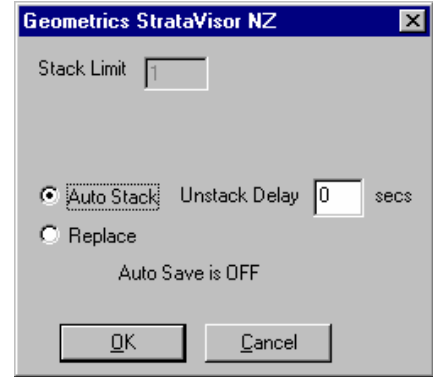 Geometrics StrataVisor NZ
Stack Limit 1
Auto Stack Unstack Delay 0 secs
Replace
Auto Save is OFF
OK Cancel